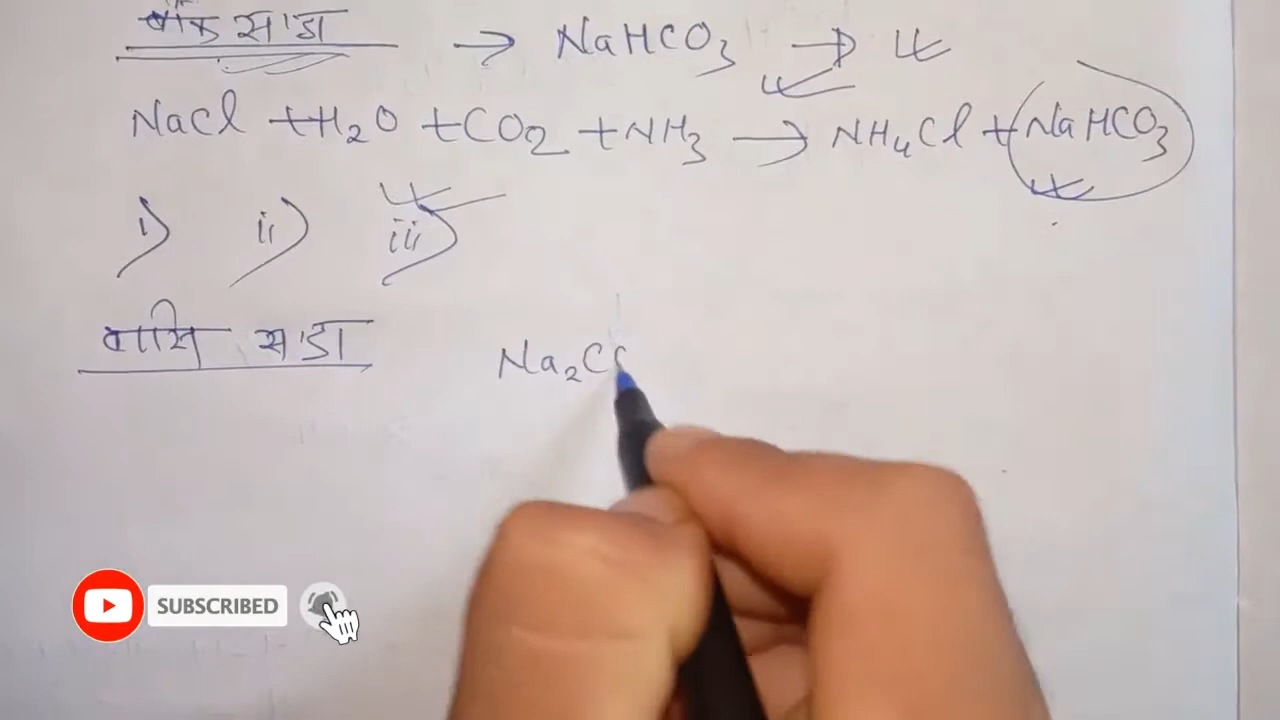 सोडा → NaHCO₃ →
NaCl + H₂O + CO₂ + NH₃ → NH₄Cl + NaHCO₃
i) ii) iii)
सोडा Na₂C
SUBSCRIBED